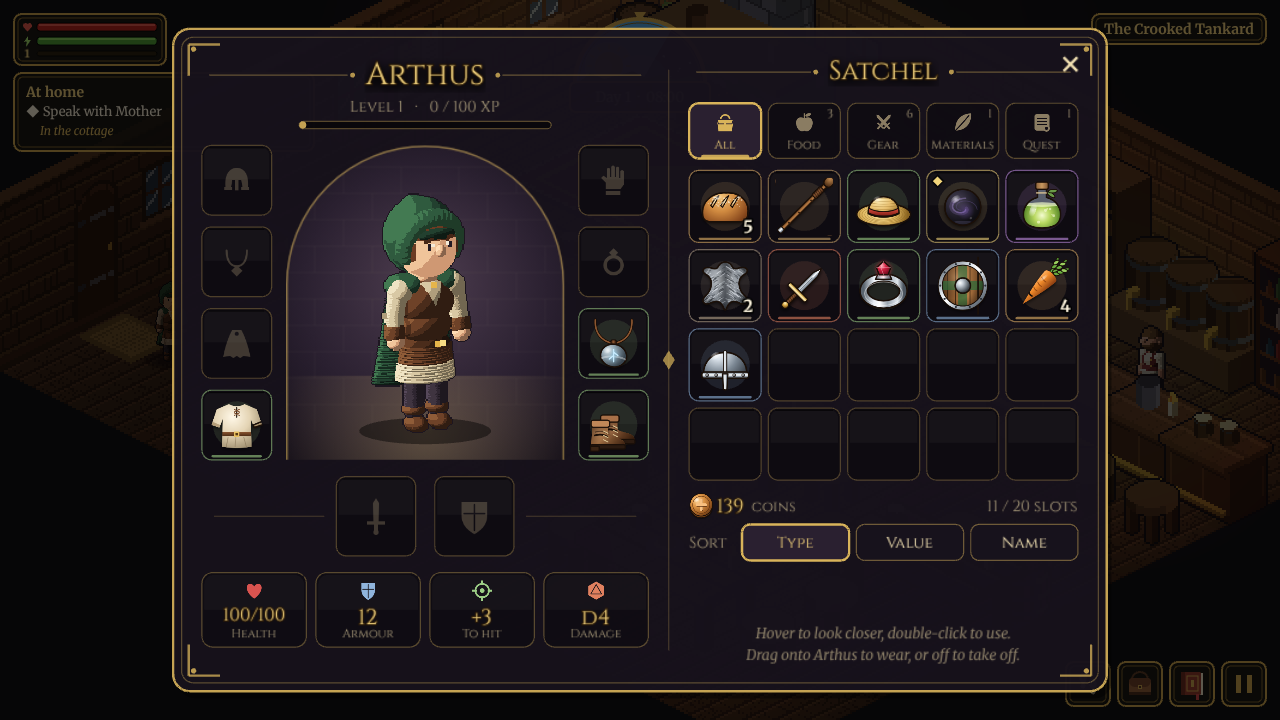 1
At home
Speak with Mother
In the cottage
The Crooked Tankard
Arthus
Level 1 · 0 / 100 XP
100/100
Health
12
Armour
+3
To hit
D4
Damage
Satchel
All
Food
3
Gear
6
Materials
1
Quest
1
5
2
4
139 coins
11 / 20 slots
Sort
Type
Value
Name
Hover to look closer, double-click to use.
Drag onto Arthus to wear, or off to take off.